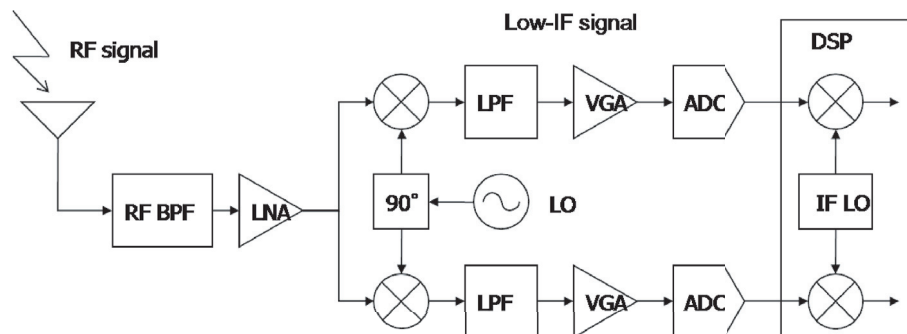 Low-IF signal
RF signal
DSP
LPF
VGA
ADC
RF BPF
LNA
90°
LO
IF LO
LPF
VGA
ADC